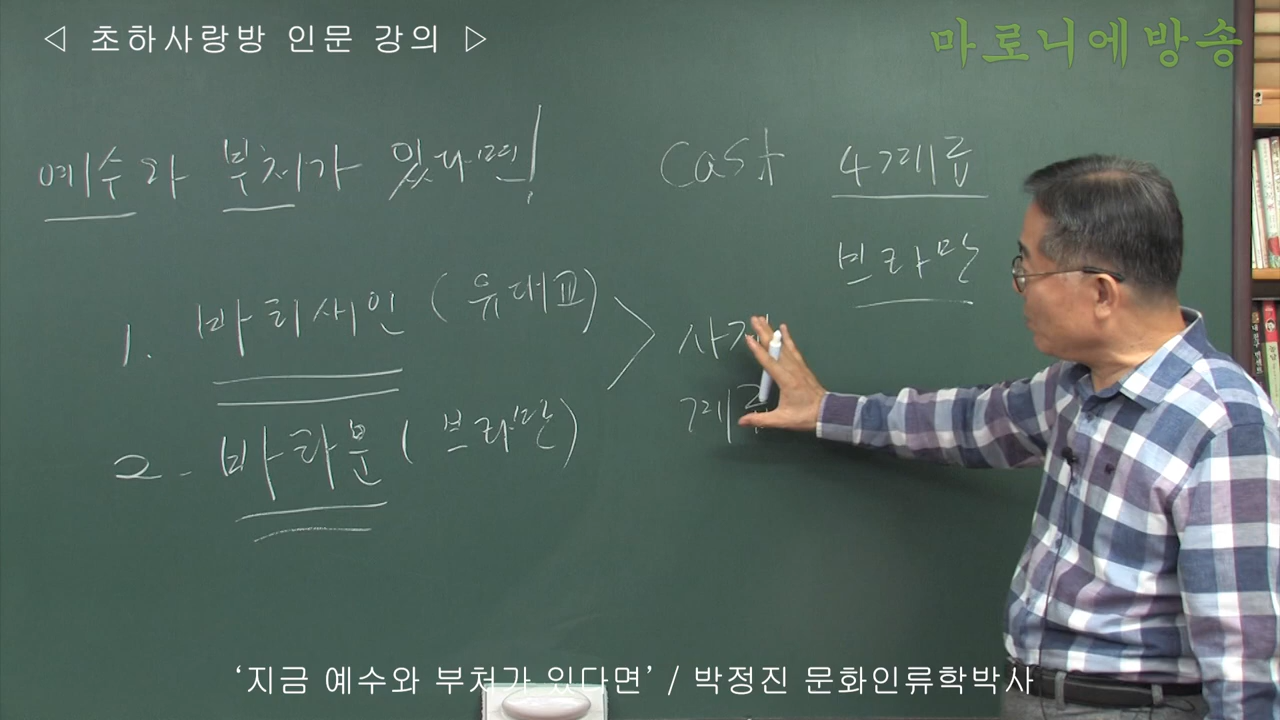 ◁ 초하사랑방 인문 강의 ▷
마로니에방송
예수와 부처가 있다면!
cast 4계급
브라만
1. 바리새인 (유대교)
사제
계급
2. 바라문 (브라만)
‘지금 예수와 부처가 있다면’ / 박정진 문화인류학박사